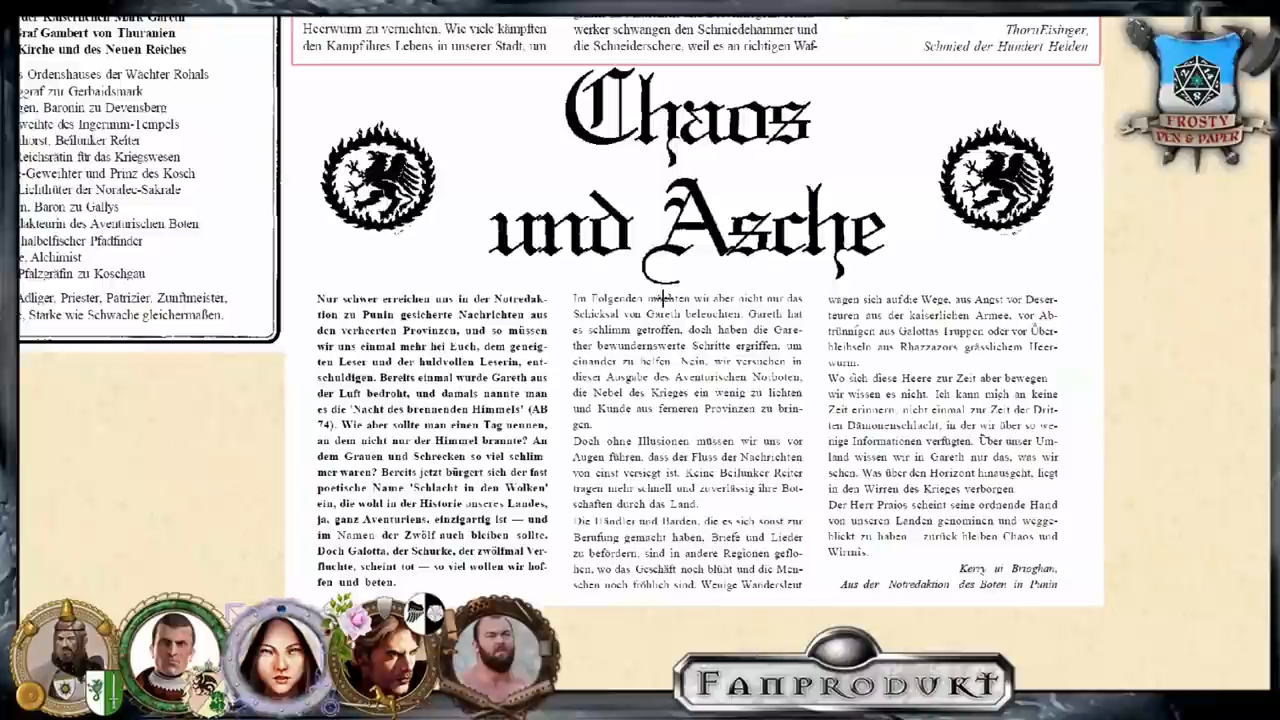 der Kaiserlichen Mark Gareth
Graf Gambert von Thuranien
Kirche und des Neuen Reiches
s Ordenshauses der Wächter Rohals
ggraf zur Gerbaldsmark
gen, Baronin zu Devensberg
weihte des Ingerimm-Tempels
horst, Beilunker Reiter
Reichsrätin für das Kriegswesen
-Geweihter und Prinz des Kosch
Lichthüter der Noralec-Sakrale
n, Baron zu Gallys
dakteurin des Aventurischen Boten
halbelfischer Pfadfinder
e, Alchimist
Pfalzgräfin zu Koschgau
Adliger, Priester, Patrizier, Zunftmeister,
, Starke wie Schwache gleichermaßen.
Heerwurm zu vernichten. Wie viele kämpften
den Kampf ihres Lebens in unserer Stadt, um
werker schwangen den Schmiedehammer und
die Schneiderschere, weil es an richtigen Waf-
Thorn Eisinger,
Schmied der Hundert Helden
Chaos
und Asche
Nur schwer erreichen uns in der Notredak-
tion zu Punin gesicherte Nachrichten aus
den verheerten Provinzen, und so müssen
wir uns einmal mehr bei Euch, dem geneig-
ten Leser und der huldvollen Leserin, ent-
schuldigen. Bereits einmal wurde Gareth aus
der Luft bedroht, und damals nannte man
es die 'Nacht des brennenden Himmels' (AB
74). Wie aber sollte man einen Tag nennen,
an dem nicht nur der Himmel brannte? An
dem Grauen und Schrecken so viel schlim-
mer waren? Bereits jetzt bürgert sich der fast
poetische Name 'Schlacht in den Wolken'
ein, die wohl in der Historie unseres Landes,
ja, ganz Aventuriens, einzigartig ist — und
im Namen der Zwölf auch bleiben sollte.
Doch Galotta, der Schurke, der zwölfmal Ver-
fluchte, scheint tot — so viel wollen wir hof-
fen und beten.
Im Folgenden möchten wir aber nicht nur das
Schicksal von Gareth beleuchten. Gareth hat
es schlimm getroffen, doch haben die Gare-
ther bewundernswerte Schritte ergriffen, um
einander zu helfen. Nein, wir versuchen in
dieser Ausgabe des Aventurischen Notboten,
die Nebel des Krieges ein wenig zu lichten
und Kunde aus ferneren Provinzen zu brin-
gen.
Doch ohne Illusionen müssen wir uns vor
Augen führen, dass der Fluss der Nachrichten
von einst versiegt ist. Keine Beilunker Reiter
tragen mehr schnell und zuverlässig ihre Bot-
schaften durch das Land.
Die Händler und Barden, die es sich sonst zur
Berufung gemacht haben, Briefe und Lieder
zu befördern, sind in andere Regionen geflo-
hen, wo das Geschäft noch blüht und die Men-
schen noch fröhlich sind. Wenige Wandersleut
wagen sich auf die Wege, aus Angst vor Deser-
teuren aus der kaiserlichen Armee, vor Ab-
trünnigen aus Galottas Truppen oder vor Über-
bleibseln aus Rhazzazors grässlichem Heer-
wurm.
Wo sich diese Heere zur Zeit aber bewegen
wir wissen es nicht. Ich kann mich an keine
Zeit erinnern, nicht einmal zur Zeit der Drit-
ten Dämonenschlacht, in der wir über so we-
nige Informationen verfügten. Über unser Um-
land wissen wir in Gareth nur das, was wir
sehen. Was über den Horizont hinausgeht, liegt
in den Wirren des Krieges verborgen.
Der Herr Praios scheint seine ordnende Hand
von unseren Landen genommen und wegge-
blickt zu haben zurück bleiben Chaos und
Wirrnis.
Kerry ui Brioghan,
Aus der Notredaktion des Boten in Punin
FROSTY
PEN & PAPER
FANPRODUKT